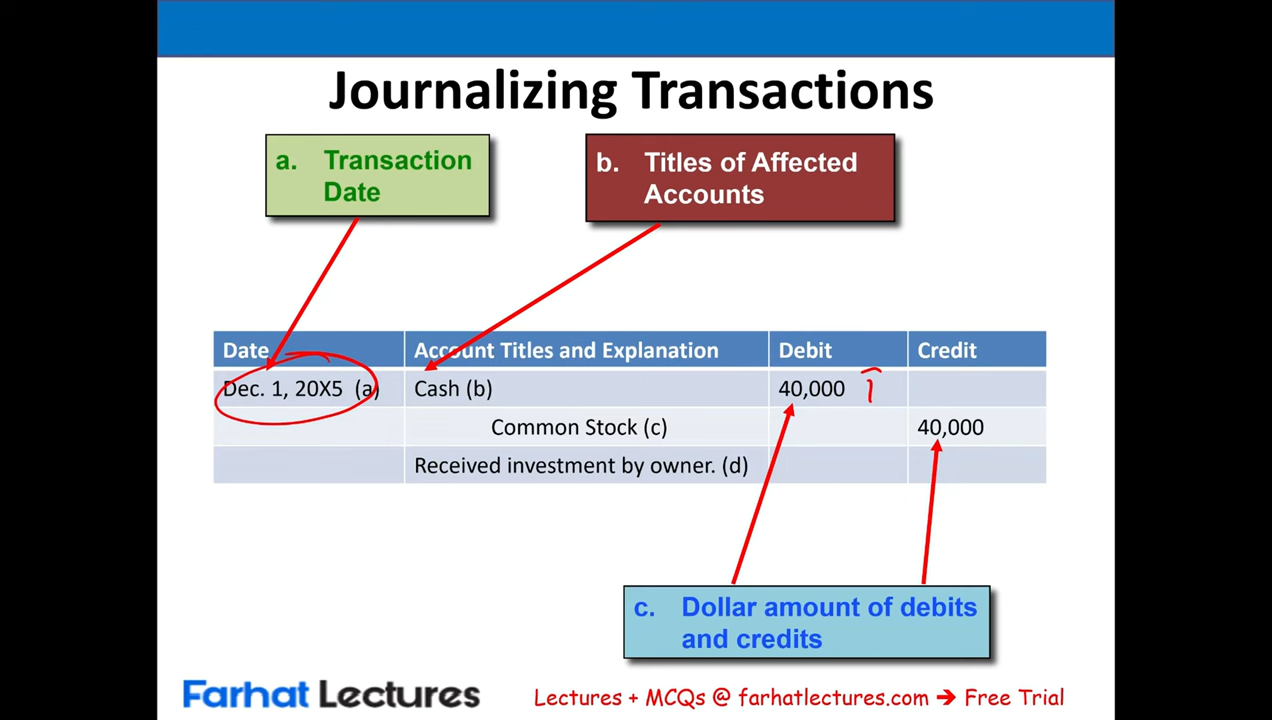 Journalizing Transactions
a. Transaction
Date
b. Titles of Affected
Accounts
Date Account Titles and Explanation Debit Credit
Dec. 1, 20X5 (a) Cash (b) 40,000
Common Stock (c) 40,000
Received investment by owner. (d)
c. Dollar amount of debits
and credits
Farhat Lectures
Lectures + MCQs @ farhatlectures.com ➔ Free Trial